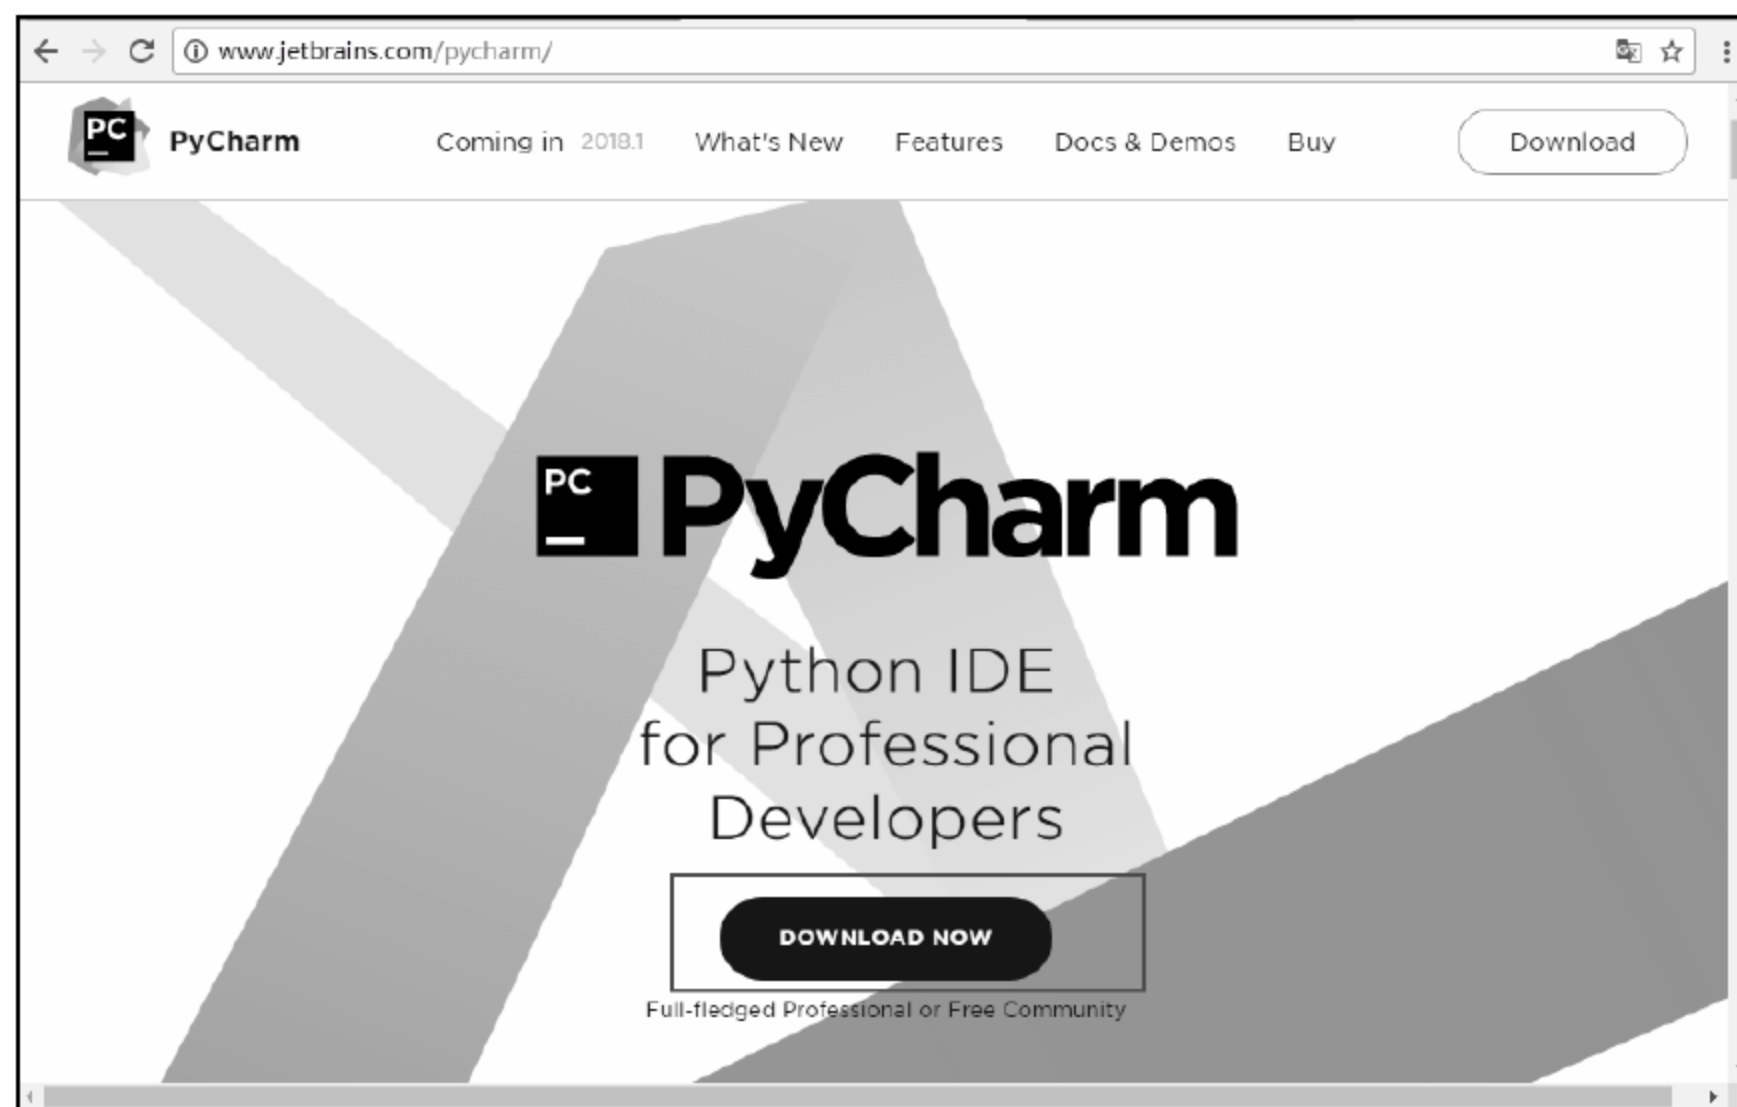 www.jetbrains.com/pycharm/
PC
PyCharm Coming in 2018.1 What's New Features Docs & Demos Buy Download
PC
PyCharm
Python IDE
for Professional
Developers
DOWNLOAD NOW
Full-fledged Professional or Free Community